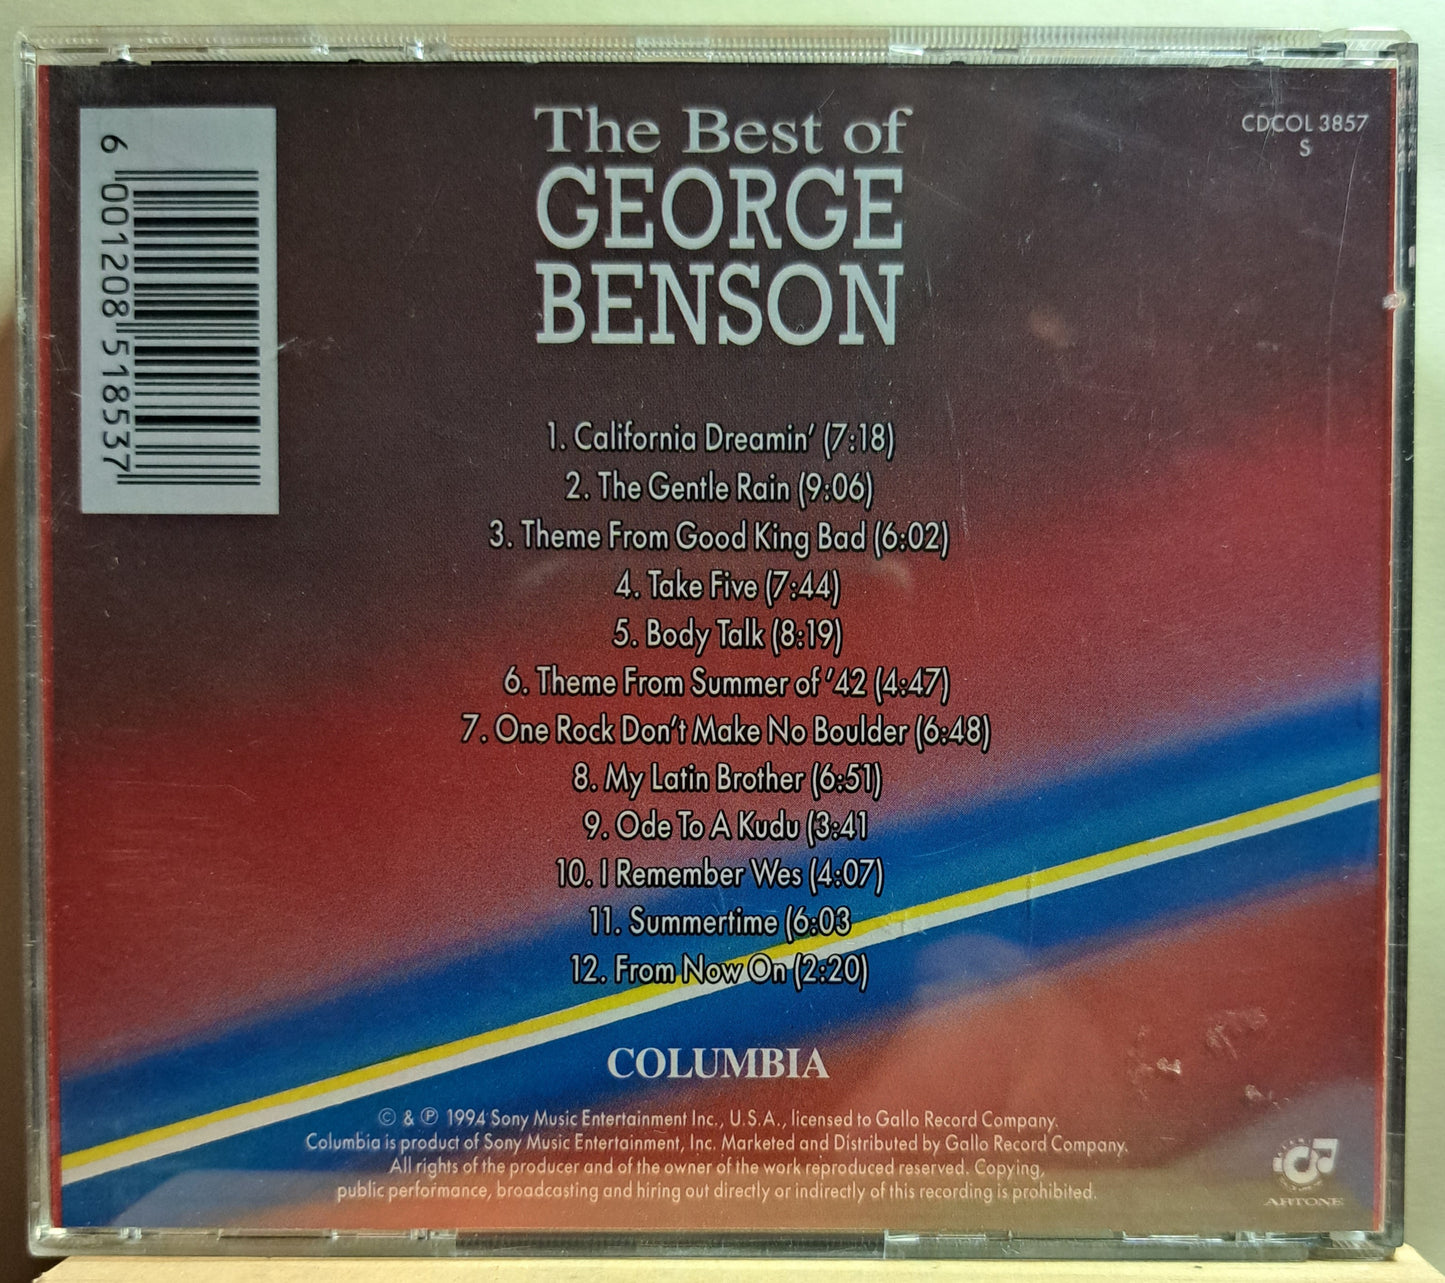 The Best of
GEORGE
BENSON
CDCOL 3857
S
6 001208 518537
1. California Dreamin' (7:18)
2. The Gentle Rain (9:06)
3. Theme From Good King Bad (6:02)
4. Take Five (7:44)
5. Body Talk (8:19)
6. Theme From Summer of '42 (4:47)
7. One Rock Don't Make No Boulder (6:48)
8. My Latin Brother (6:51)
9. Ode To A Kudu (3:41
10. I Remember Wes (4:07)
11. Summertime (6:03
12. From Now On (2:20)
COLUMBIA
© & ℗ 1994 Sony Music Entertainment Inc., U.S.A., licensed to Gallo Record Company.
Columbia is product of Sony Music Entertainment, Inc. Marketed and Distributed by Gallo Record Company.
All rights of the producer and of the owner of the work reproduced reserved. Copying,
public performance, broadcasting and hiring out directly or indirectly of this recording is prohibited.
ARTONE